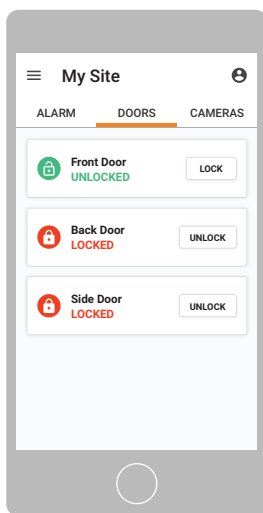 My Site
ALARM DOORS CAMERAS
Front Door
UNLOCKED
LOCK
Back Door
LOCKED
UNLOCK
Side Door
LOCKED
UNLOCK